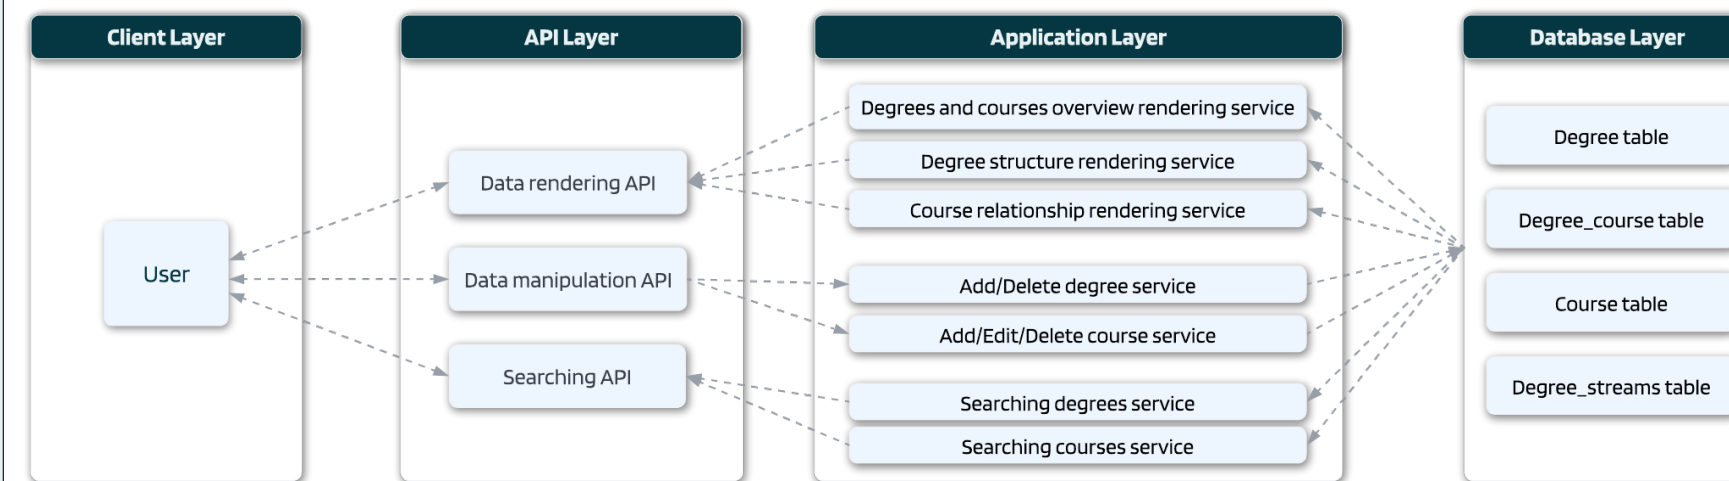 Client Layer
User
API Layer
Data rendering API
Data manipulation API
Searching API
Application Layer
Degrees and courses overview rendering service
Degree structure rendering service
Course relationship rendering service
Add/Delete degree service
Add/Edit/Delete course service
Searching degrees service
Searching courses service
Database Layer
Degree table
Degree_course table
Course table
Degree_streams table